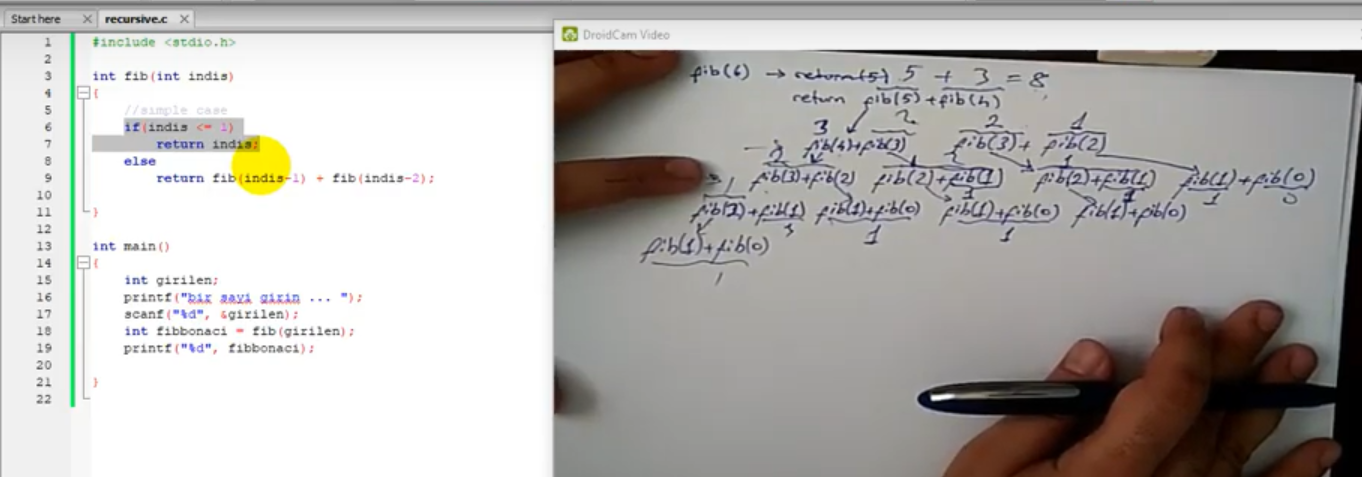 Start here
recursive.c
1 #include <stdio.h>
2
3 int fib(int indis)
4 {
5 //simple case
6 if(indis <= 1)
7 return indis;
8 else
9 return fib(indis-1) + fib(indis-2);
10
11 }
12
13 int main()
14 {
15 int girilen;
16 printf("bir sayi girin ... ");
17 scanf("%d", &girilen);
18 int fibbonaci = fib(girilen);
19 printf("%d", fibbonaci);
20
21 }
22
DroidCam Video
fib(6) → return(5) 5 + 3 = 8
return fib(5)+fib(4)
3 2 2 1
fib(4)+fib(3) fib(3)+ fib(2)
fib(3)+fib(2) fib(2)+fib(1) fib(2)+fib(1) fib(1)+fib(0)
fib(2)+fib(1) fib(1)+fib(0) fib(1)+fib(0) fib(1)+fib(0)
1 1
fib(1)+fib(0)
1